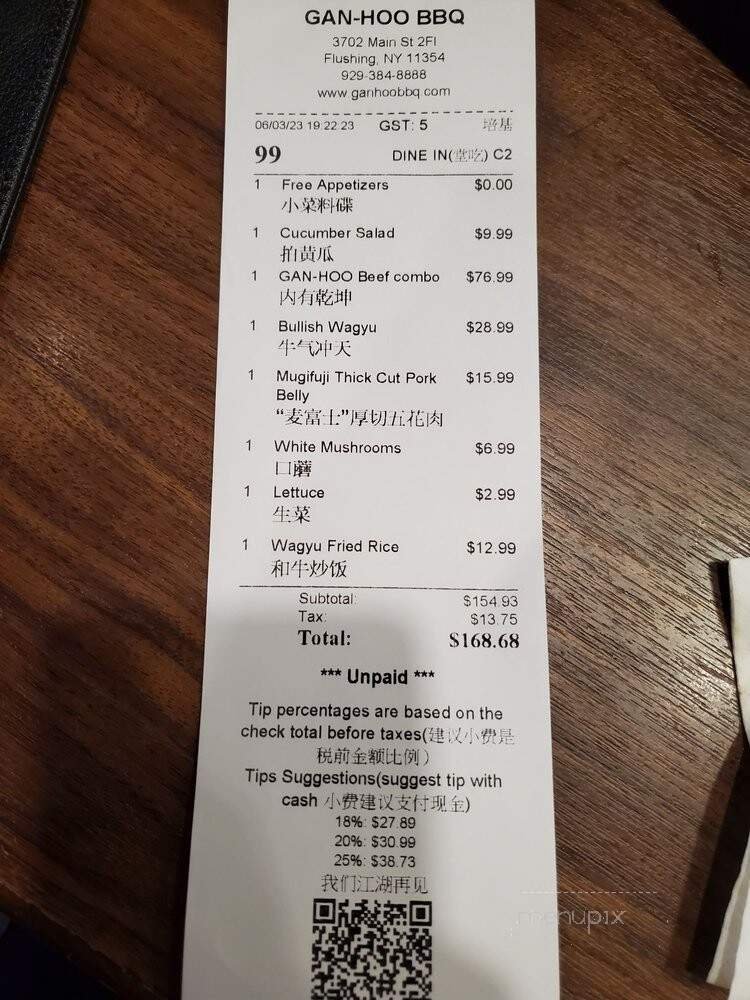 GAN-HOO BBQ
3702 Main St 2Fl
Flushing, NY 11354
929-384-8888
www.ganhoobbq.com
06/03/23 19:22:23 GST: 5 培基
99 DINE IN(堂吃) C2
1 Free Appetizers $0.00
小菜料碟
1 Cucumber Salad $9.99
拍黄瓜
1 GAN-HOO Beef combo $76.99
内有乾坤
1 Bullish Wagyu $28.99
牛气冲天
1 Mugifuji Thick Cut Pork $15.99
Belly
“麦富士”厚切五花肉
1 White Mushrooms $6.99
口蘑
1 Lettuce $2.99
生菜
1 Wagyu Fried Rice $12.99
和牛炒饭
Subtotal: $154.93
Tax: $13.75
Total: $168.68
*** Unpaid ***
Tip percentages are based on the
check total before taxes(建议小费是
税前金额比例)
Tips Suggestions(suggest tip with
cash 小费建议支付现金)
18%: $27.89
20%: $30.99
25%: $38.73
我们江湖再见
menupix